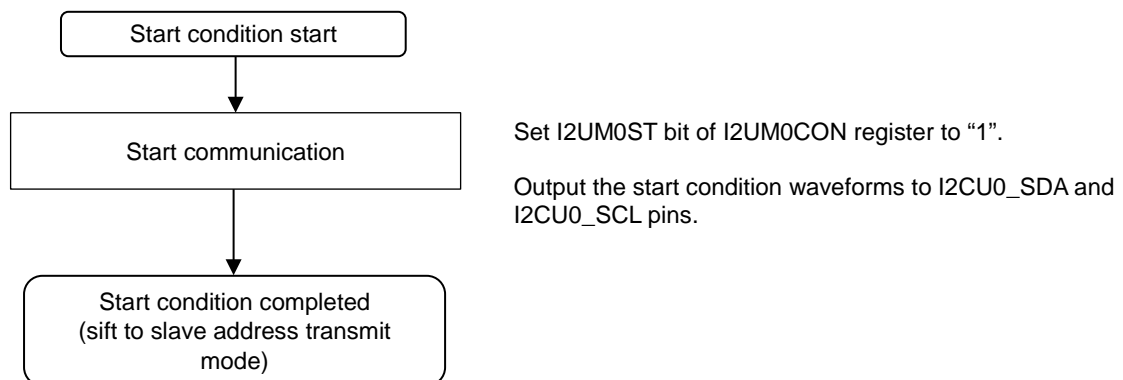 Start condition start
Start communication
Set I2UM0ST bit of I2UM0CON register to “1”.
Output the start condition waveforms to I2CU0_SDA and
I2CU0_SCL pins.
Start condition completed
(sift to slave address transmit
mode)